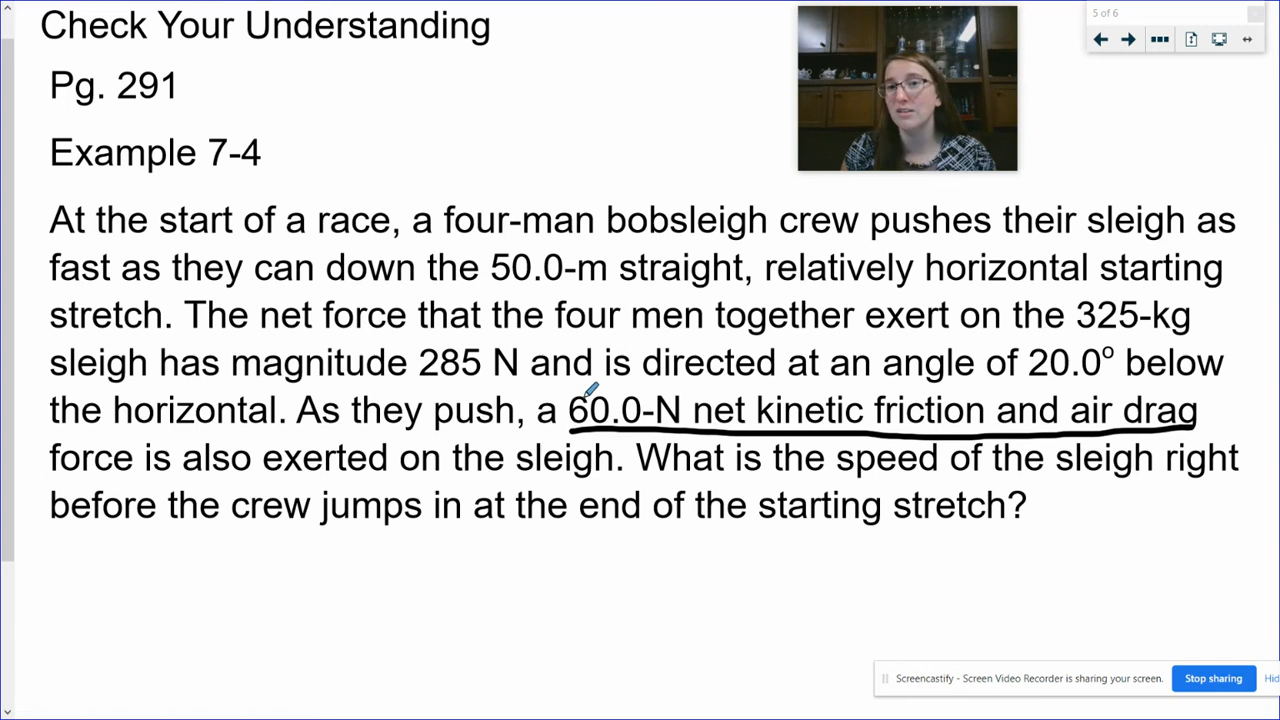 Check Your Understanding
5 of 6
Pg. 291
Example 7-4
At the start of a race, a four-man bobsleigh crew pushes their sleigh as
fast as they can down the 50.0-m straight, relatively horizontal starting
stretch. The net force that the four men together exert on the 325-kg
sleigh has magnitude 285 N and is directed at an angle of 20.0° below
the horizontal. As they push, a 60.0-N net kinetic friction and air drag
force is also exerted on the sleigh. What is the speed of the sleigh right
before the crew jumps in at the end of the starting stretch?
Screencastify - Screen Video Recorder is sharing your screen.
Stop sharing
Hid